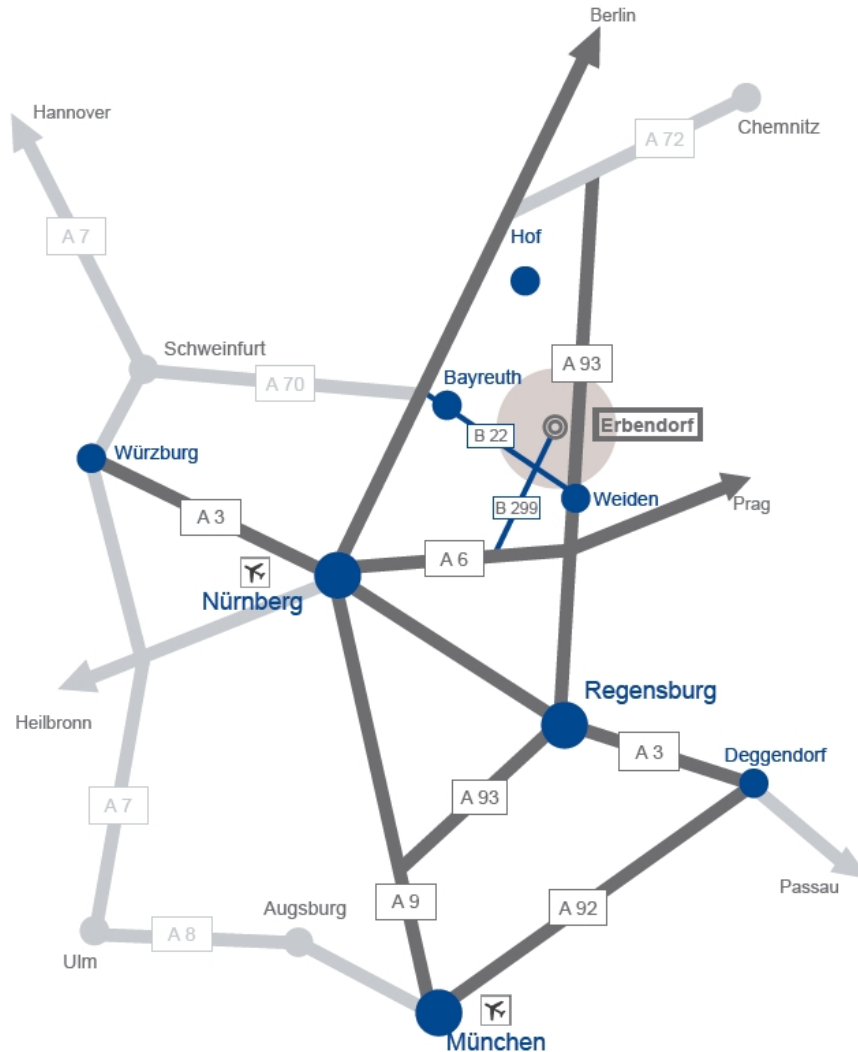 Berlin
Hannover
Chemnitz
A 72
A 7
Hof
Schweinfurt
A 93
Bayreuth
A 70
Erbendorf
B 22
Würzburg
Weiden
B 299
Prag
A 3
A 6
Nürnberg
Regensburg
Heilbronn
A 3
Deggendorf
A 93
A 7
Passau
A 9
A 92
Augsburg
A 8
Ulm
München